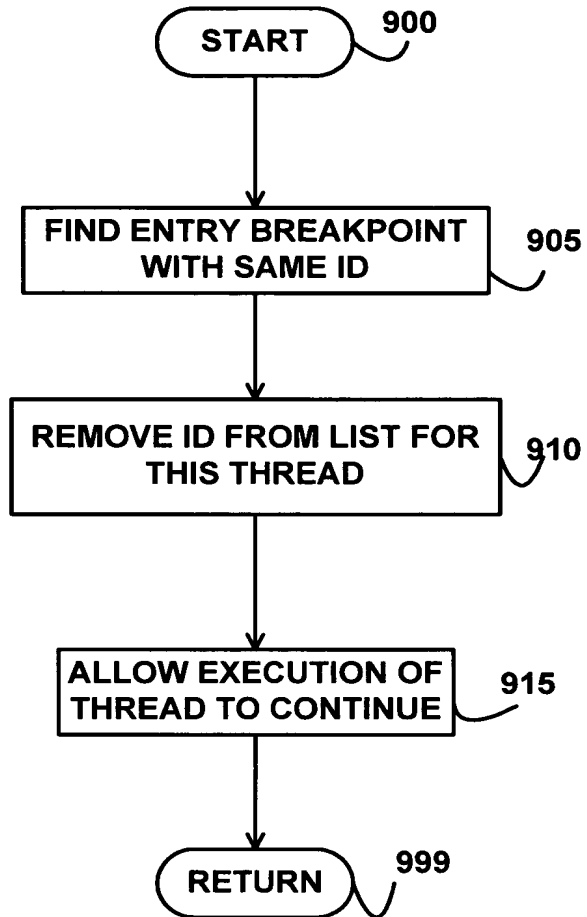 START
900
FIND ENTRY BREAKPOINT
WITH SAME ID
905
REMOVE ID FROM LIST FOR
THIS THREAD
910
ALLOW EXECUTION OF
THREAD TO CONTINUE
915
RETURN
999